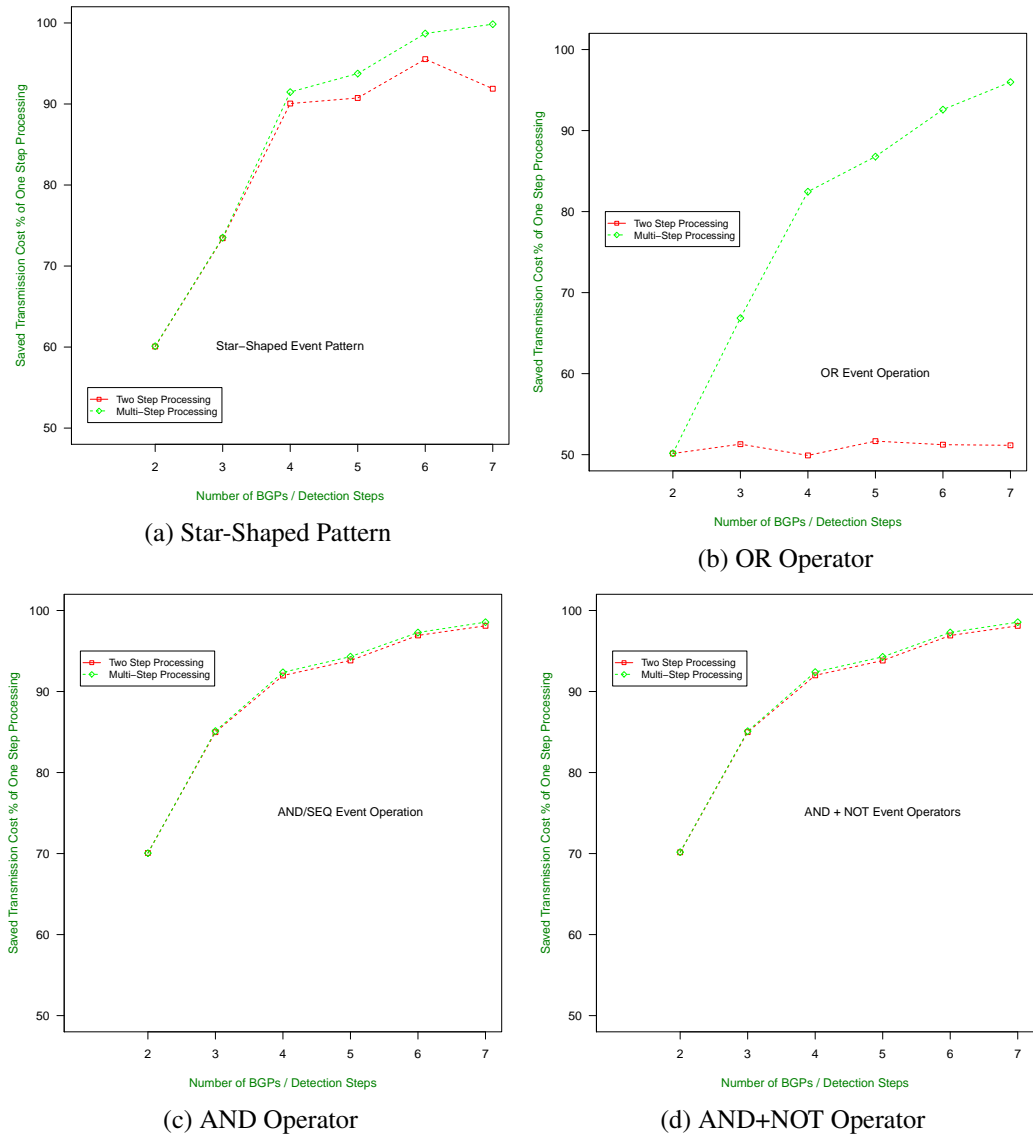 Saved Transmission Cost % of One Step Processing
100
90
80
70
60
50
Star−Shaped Event Pattern
Two Step Processing
Multi−Step Processing
2 3 4 5 6 7
Number of BGPs / Detection Steps
(a) Star-Shaped Pattern
Saved Transmission Cost % of One Step Processing
100
90
80
70
60
50
Two Step Processing
Multi−Step Processing
OR Event Operation
2 3 4 5 6 7
Number of BGPs / Detection Steps
(b) OR Operator
Saved Transmission Cost % of One Step Processing
100
90
80
70
60
50
Two Step Processing
Multi−Step Processing
AND/SEQ Event Operation
2 3 4 5 6 7
Number of BGPs / Detection Steps
(c) AND Operator
Saved Transmission Cost % of One Step Processing
100
90
80
70
60
50
Two Step Processing
Multi−Step Processing
AND + NOT Event Operators
2 3 4 5 6 7
Number of BGPs / Detection Steps
(d) AND+NOT Operator